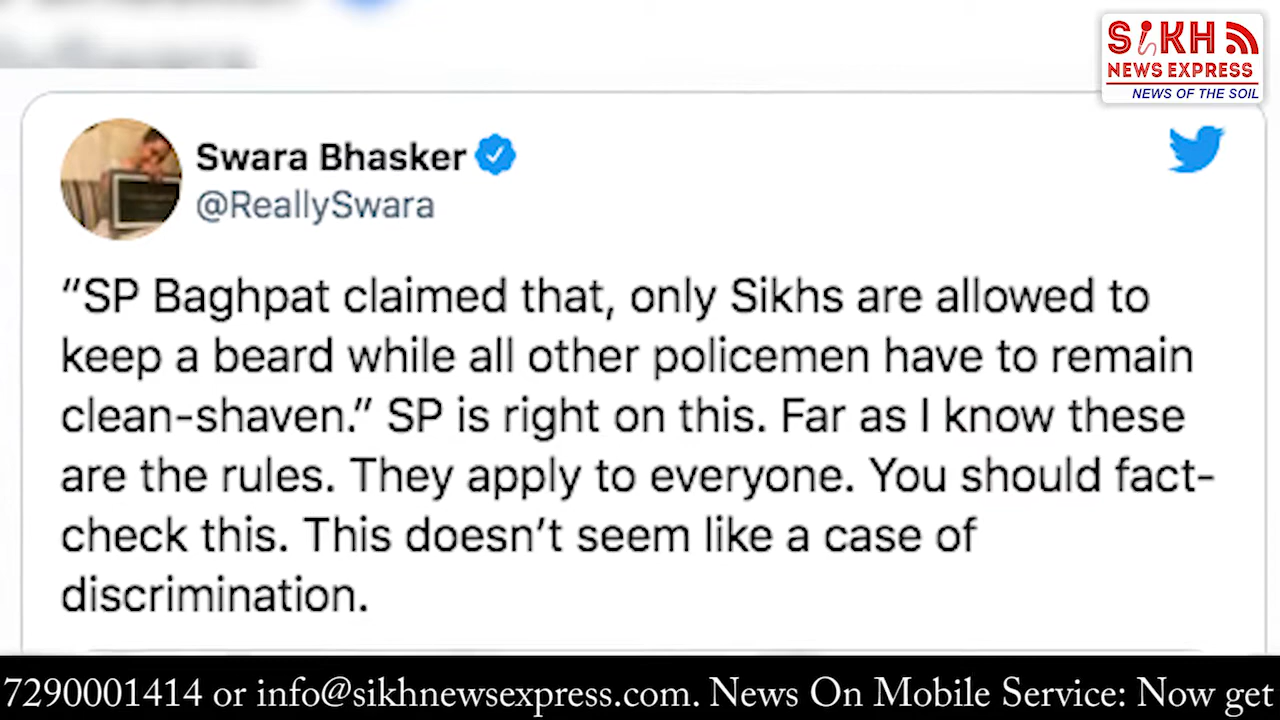 SIKH
NEWS EXPRESS
NEWS OF THE SOIL
Swara Bhasker
@ReallySwara
“SP Baghpat claimed that, only Sikhs are allowed to
keep a beard while all other policemen have to remain
clean-shaven.” SP is right on this. Far as I know these
are the rules. They apply to everyone. You should fact-
check this. This doesn’t seem like a case of
discrimination.
7290001414 or info@sikhnewsexpress.com. News On Mobile Service: Now get